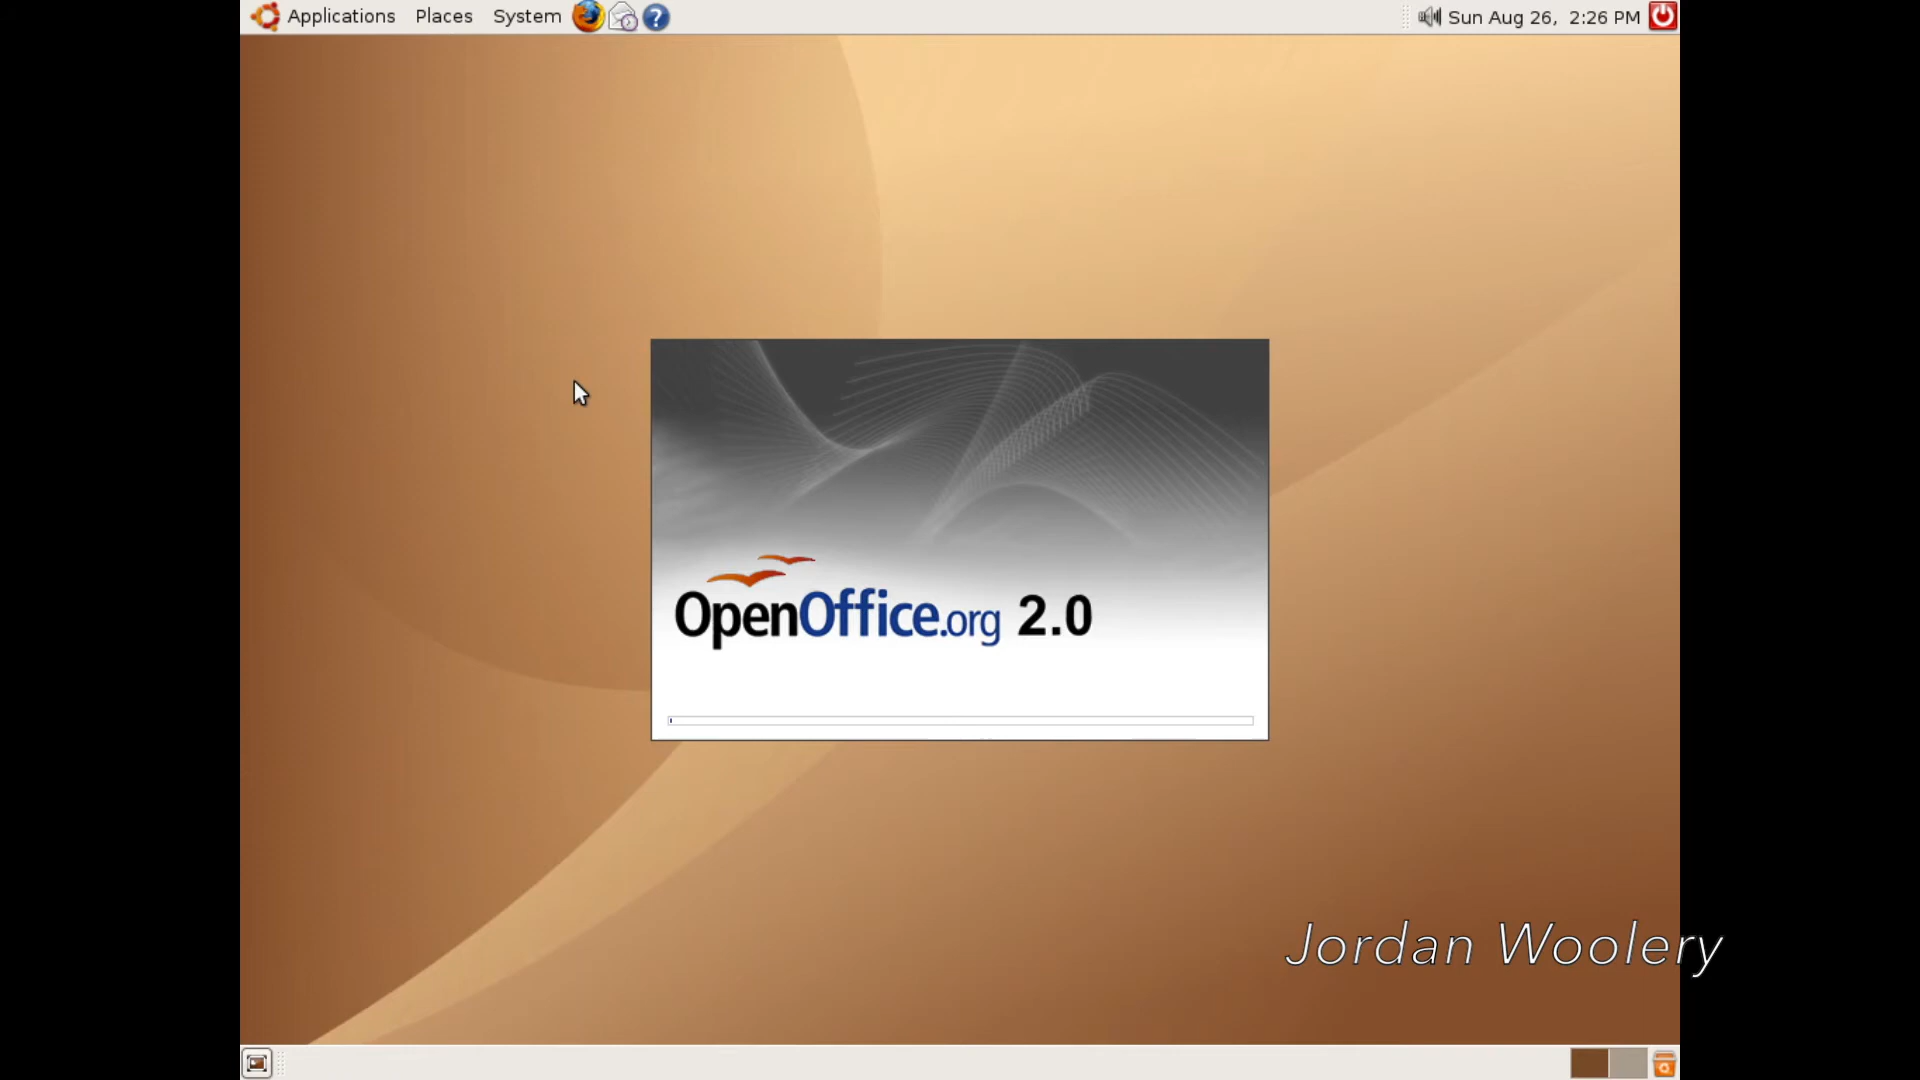 Applications Places System ? Sun Aug 26, 2:26 PM
OpenOffice.org 2.0
Jordan Woolery